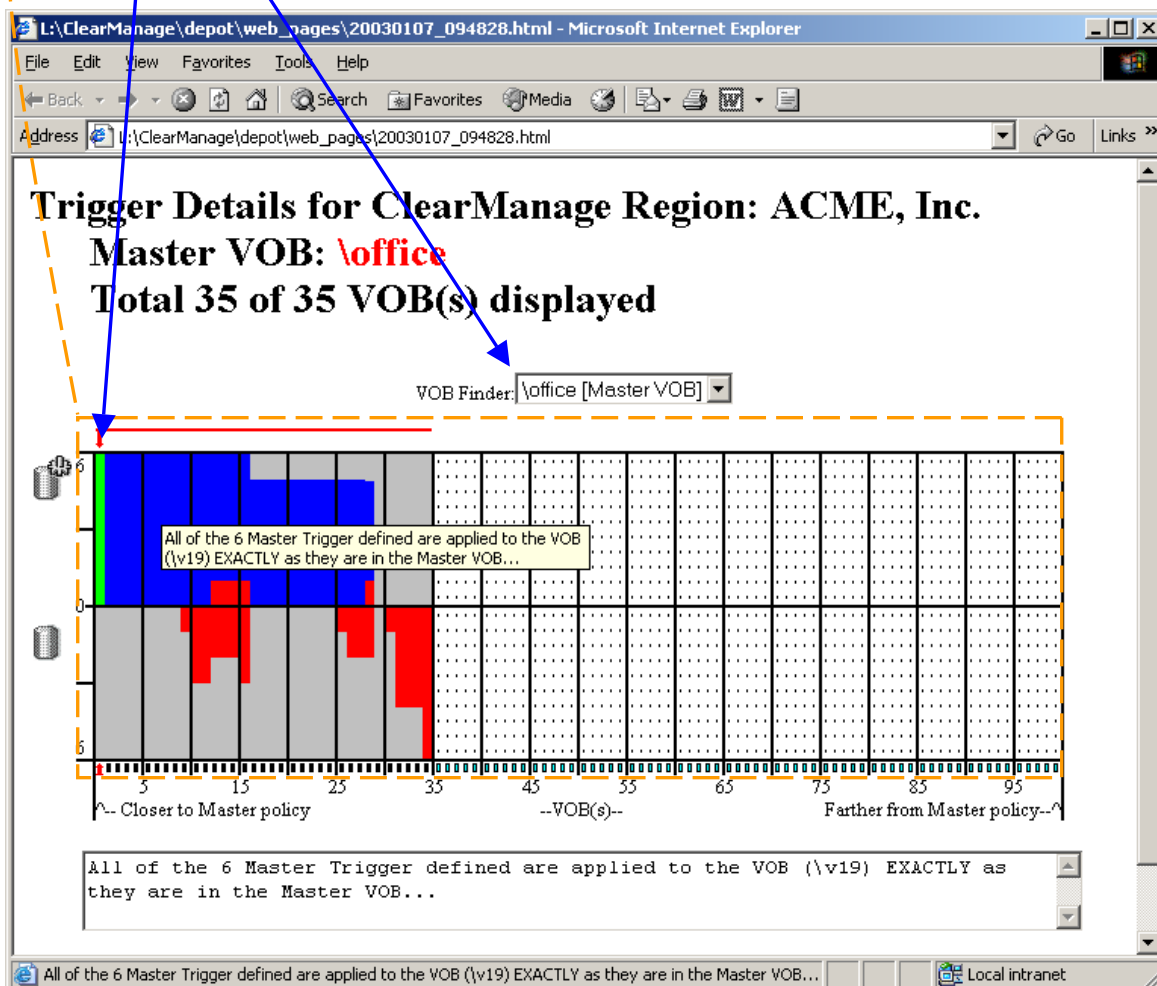 L:\ClearManage\depot\web_pages\20030107_094828.html - Microsoft Internet Explorer
File Edit View Favorites Tools Help
Back Search Favorites Media
Address L:\ClearManage\depot\web_pages\20030107_094828.html Go Links »
Trigger Details for ClearManage Region: ACME, Inc.
Master VOB: \office
Total 35 of 35 VOB(s) displayed
VOB Finder: \office [Master VOB]
6
All of the 6 Master Trigger defined are applied to the VOB
(\v19) EXACTLY as they are in the Master VOB...
0
6
5 15 25 35 45 55 65 75 85 95
^-- Closer to Master policy --VOB(s)-- Farther from Master policy--^
All of the 6 Master Trigger defined are applied to the VOB (\v19) EXACTLY as
they are in the Master VOB...
All of the 6 Master Trigger defined are applied to the VOB (\v19) EXACTLY as they are in the Master VOB... Local intranet